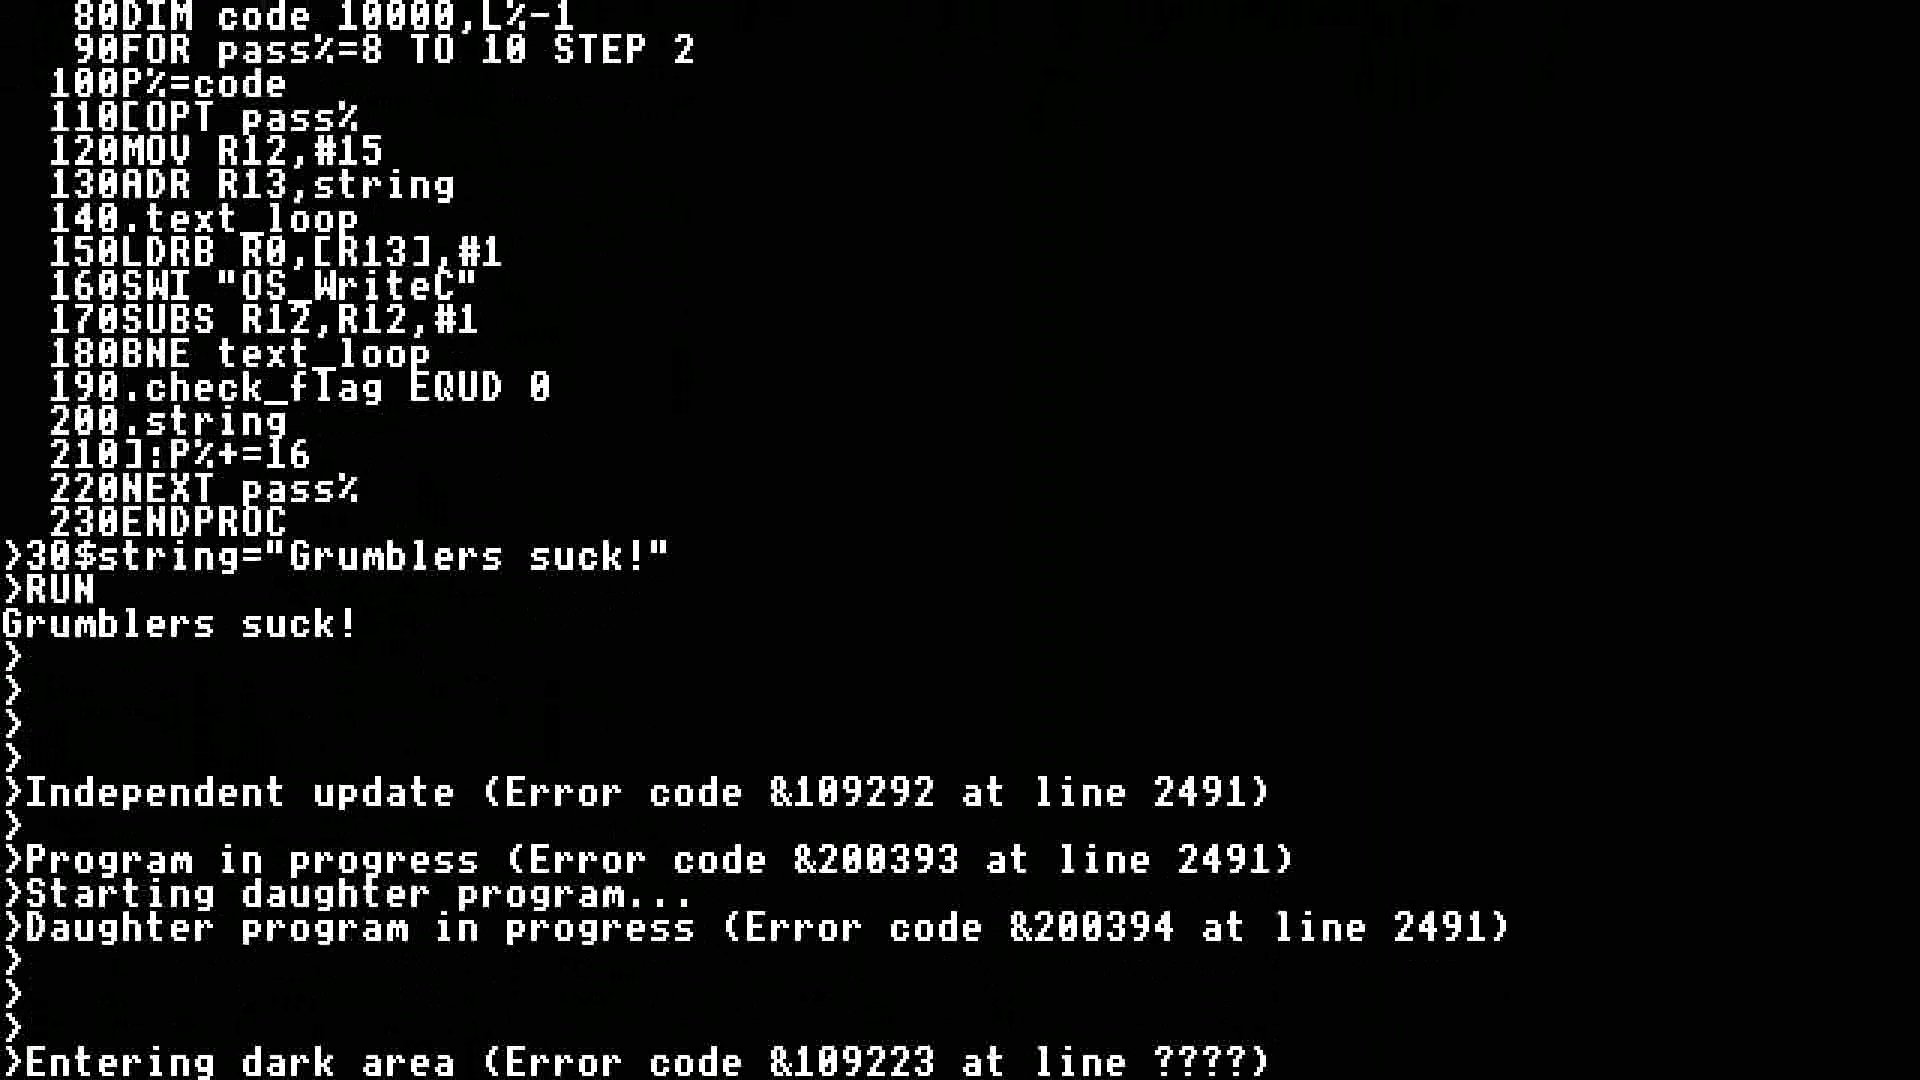 80DIM code 10000,L%-1
90FOR pass%=8 TO 10 STEP 2
100P%=code
110[OPT pass%
120MOV R12,#15
130ADR R13,string
140.text_loop
150LDRB R0,[R13],#1
160SWI "OS_WriteC"
170SUBS R12,R12,#1
180BNE text_loop
190.check_flag EQUD 0
200.string
210]:P%+=16
220NEXT pass%
230ENDPROC
>30$string="Grumblers suck!"
>RUN
Grumblers suck!
>
>
>
>
>Independent update (Error code &109292 at line 2491)
>
>Program in progress (Error code &200393 at line 2491)
>Starting daughter program...
>Daughter program in progress (Error code &200394 at line 2491)
>
>
>
>Entering dark area (Error code &109223 at line ????)